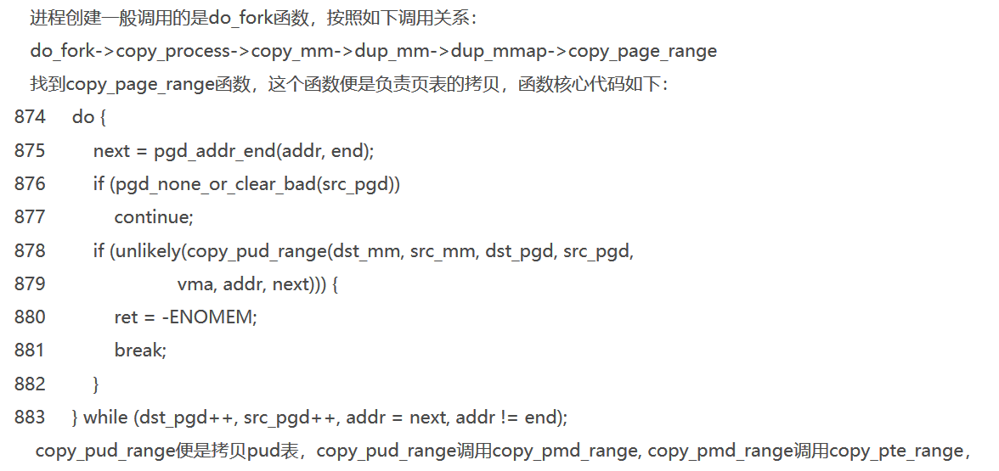 进程创建一般调用的是do_fork函数，按照如下调用关系：
do_fork->copy_process->copy_mm->dup_mm->dup_mmap->copy_page_range
找到copy_page_range函数，这个函数便是负责页表的拷贝，函数核心代码如下：
874 do {
875 next = pgd_addr_end(addr, end);
876 if (pgd_none_or_clear_bad(src_pgd))
877 continue;
878 if (unlikely(copy_pud_range(dst_mm, src_mm, dst_pgd, src_pgd,
879 vma, addr, next))) {
880 ret = -ENOMEM;
881 break;
882 }
883 } while (dst_pgd++, src_pgd++, addr = next, addr != end);
copy_pud_range便是拷贝pud表，copy_pud_range调用copy_pmd_range, copy_pmd_range调用copy_pte_range，